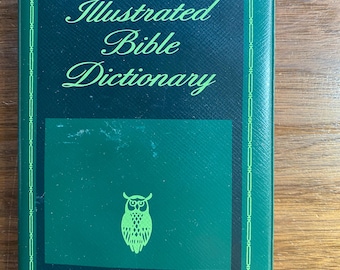 Illustrated
Bible
Dictionary